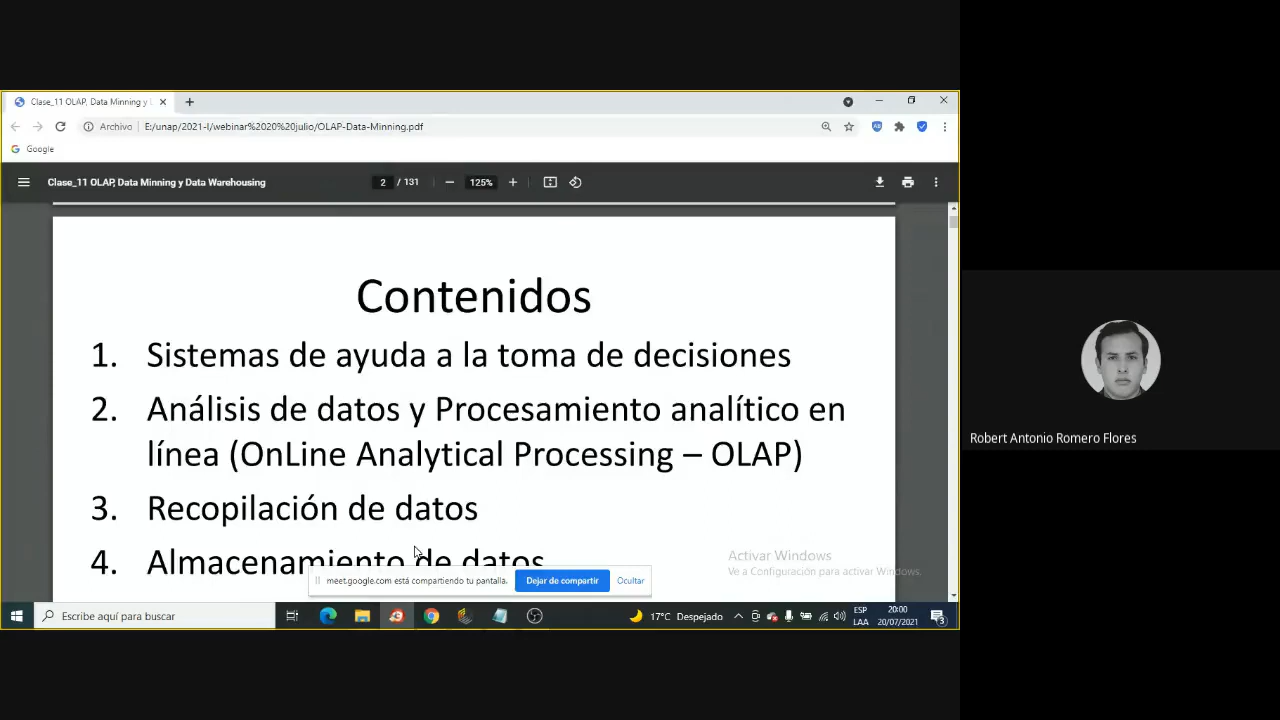 Clase_11 OLAP, Data Minning y L
Archivo E:/unap/2021-I/webinar%2020%20julio/OLAP-Data-Minning.pdf
Google
Clase_11 OLAP, Data Minning y Data Warehousing 2 / 131 125%
Contenidos
1. Sistemas de ayuda a la toma de decisiones
2. Análisis de datos y Procesamiento analítico en
línea (OnLine Analytical Processing – OLAP)
3. Recopilación de datos
4. Almacenamiento de datos
Activar Windows
Ve a Configuración para activar Windows.
meet.google.com está compartiendo tu pantalla. Dejar de compartir Ocultar
Escribe aquí para buscar
17°C Despejado
ESP
LAA
20:00
20/07/2021
3
Robert Antonio Romero Flores